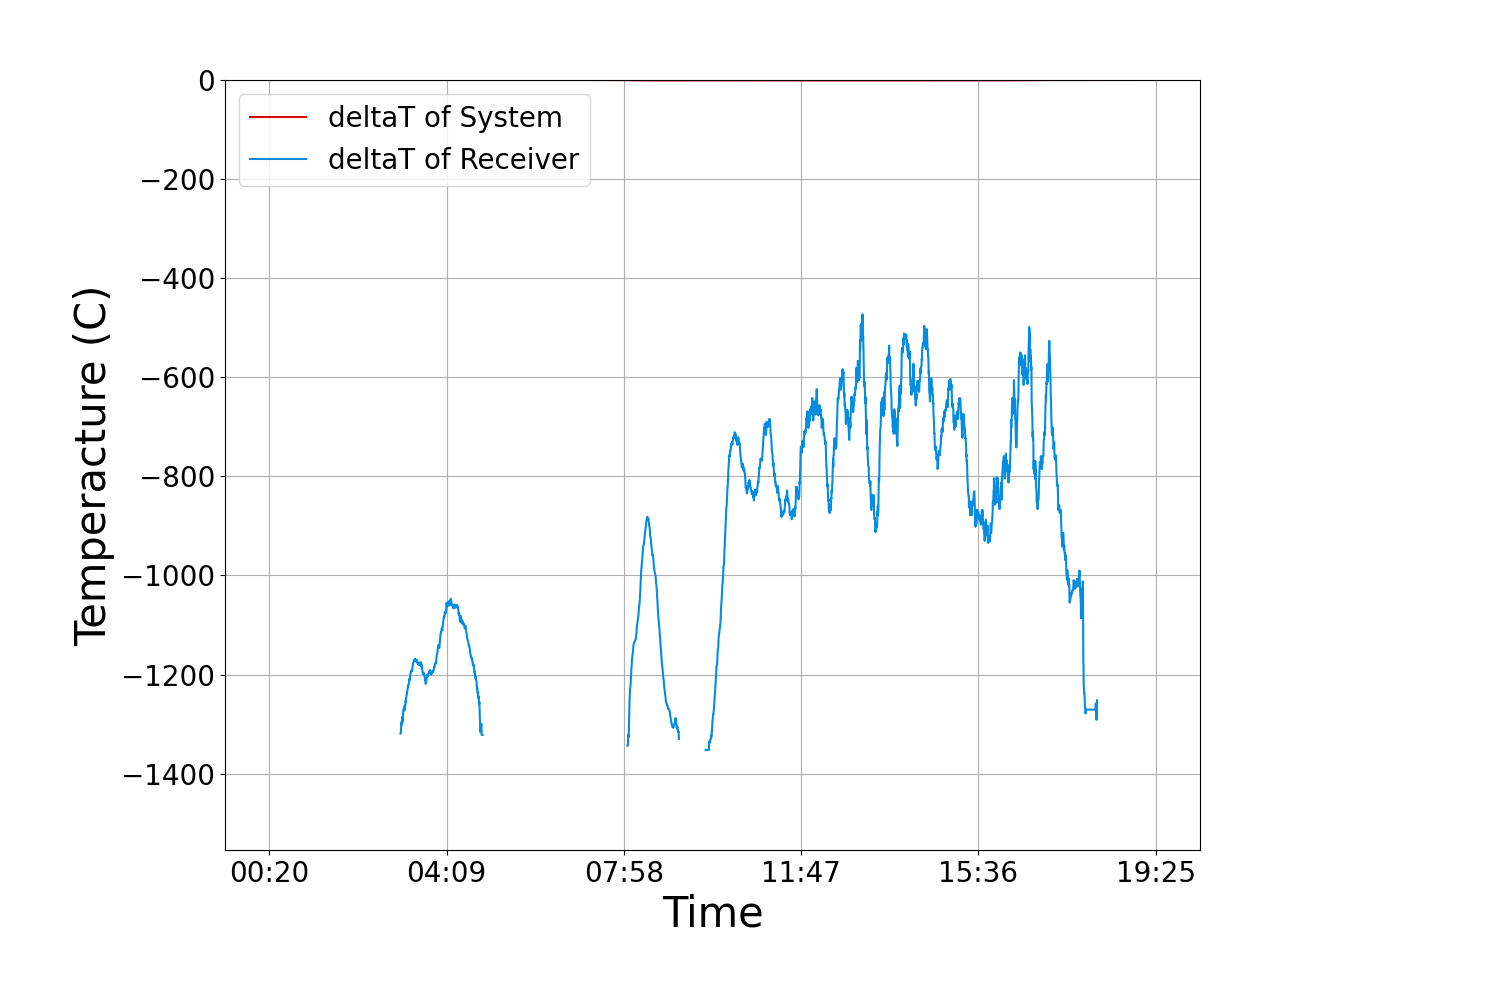 deltaT of System
deltaT of Receiver
0
−200
−400
−600
−800
−1000
−1200
−1400
Temperacture (C)
00:20 04:09 07:58 11:47 15:36 19:25
Time